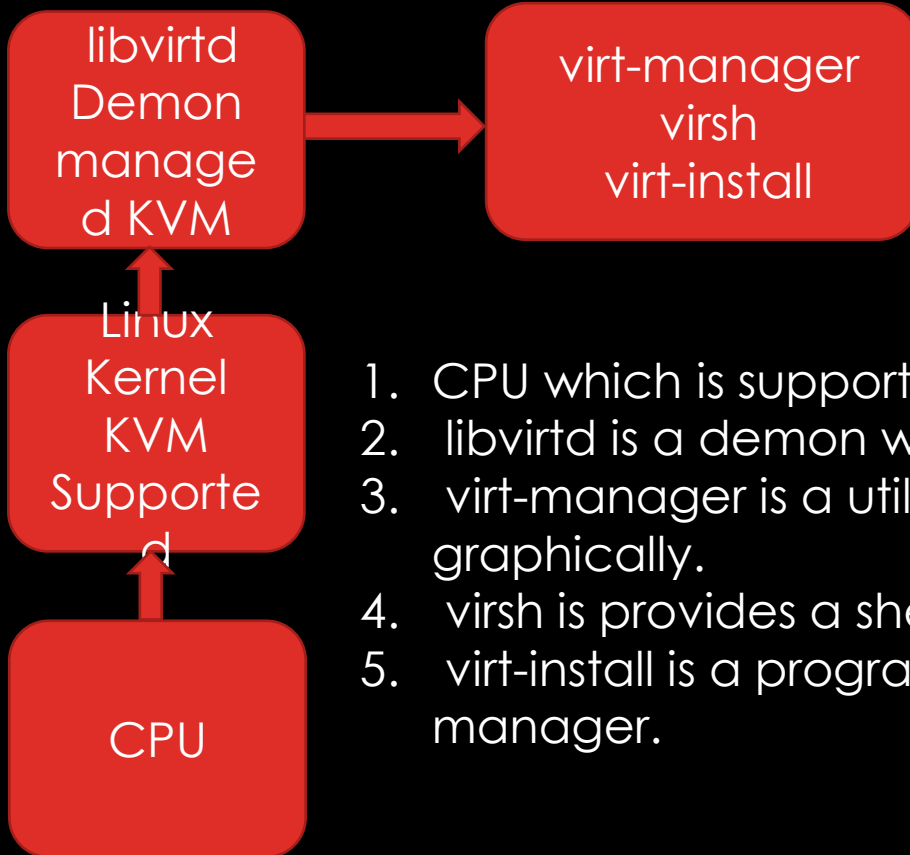 libvirtd
Demon
manage
d KVM
virt-manager
virsh
virt-install
Linux
Kernel
KVM
Supporte
d
CPU
1. CPU which is support
2. libvirtd is a demon w
3. virt-manager is a util
graphically.
4. virsh is provides a she
5. virt-install is a progra
manager.